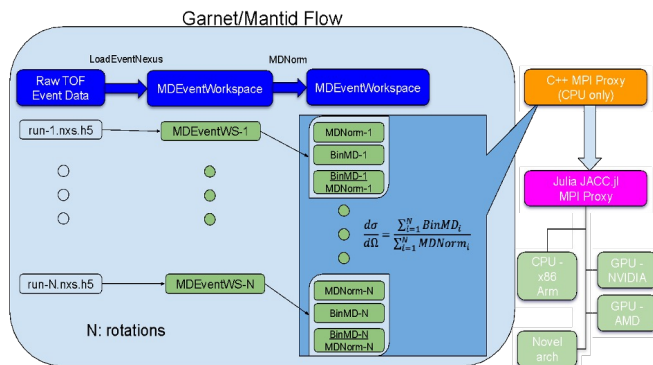 Garnet/Mantid Flow
LoadEventNexus
MDNorm
Raw TOF
Event Data
MDEventWorkspace
MDEventWorkspace
C++ MPI Proxy
(CPU only)
run-1.nxs.h5
MDEventWS-1
MDNorm-1
BinMD-1
BinMD-1
MDNorm-1
Julia JACC.jl
MPI Proxy
dσ/dΩ = ∑_{i=1}^{N} BinMD_i / ∑_{i=1}^{N} MDNorm_i
CPU -
x86
Arm
GPU -
NVIDIA
GPU -
AMD
Novel
arch
run-N.nxs.h5
MDEventWS-N
MDNorm-N
BinMD-N
BinMD-N
MDNorm-N
N: rotations